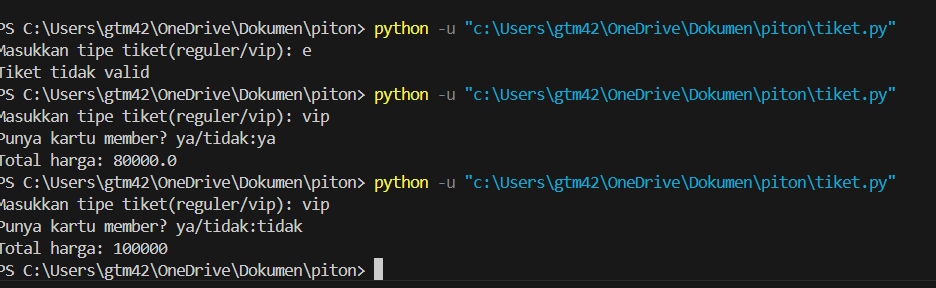 PS C:\Users\gtm42\OneDrive\Dokumen\piton> python -u "c:\Users\gtm42\OneDrive\Dokumen\piton\tiket.py"
Masukkan tipe tiket(reguler/vip): e
Tiket tidak valid
PS C:\Users\gtm42\OneDrive\Dokumen\piton> python -u "c:\Users\gtm42\OneDrive\Dokumen\piton\tiket.py"
Masukkan tipe tiket(reguler/vip): vip
Punya kartu member? ya/tidak:ya
Total harga: 80000.0
PS C:\Users\gtm42\OneDrive\Dokumen\piton> python -u "c:\Users\gtm42\OneDrive\Dokumen\piton\tiket.py"
Masukkan tipe tiket(reguler/vip): vip
Punya kartu member? ya/tidak:tidak
Total harga: 100000
PS C:\Users\gtm42\OneDrive\Dokumen\piton>